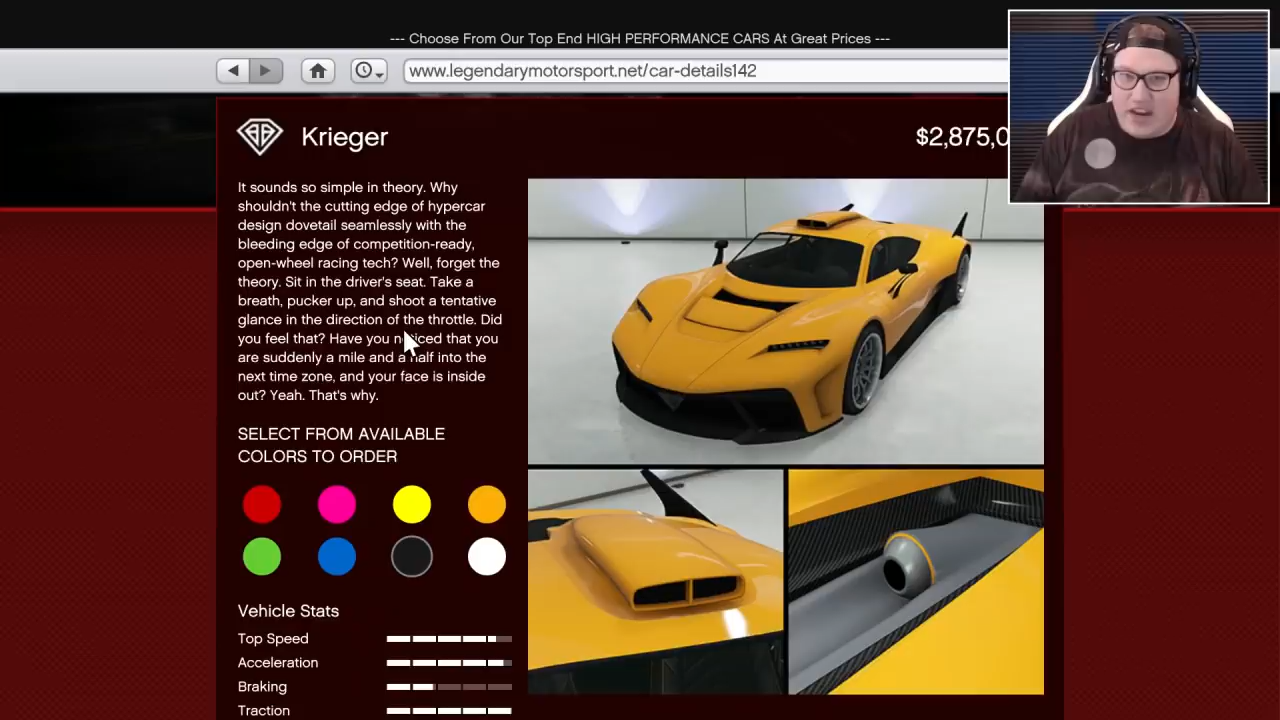 --- Choose From Our Top End HIGH PERFORMANCE CARS At Great Prices ---
www.legendarymotorsport.net/car-details142
Krieger
$2,875,0
It sounds so simple in theory. Why
shouldn't the cutting edge of hypercar
design dovetail seamlessly with the
bleeding edge of competition-ready,
open-wheel racing tech? Well, forget the
theory. Sit in the driver's seat. Take a
breath, pucker up, and shoot a tentative
glance in the direction of the throttle. Did
you feel that? Have you noticed that you
are suddenly a mile and a half into the
next time zone, and your face is inside
out? Yeah. That's why.
SELECT FROM AVAILABLE
COLORS TO ORDER
Vehicle Stats
Top Speed
Acceleration
Braking
Traction